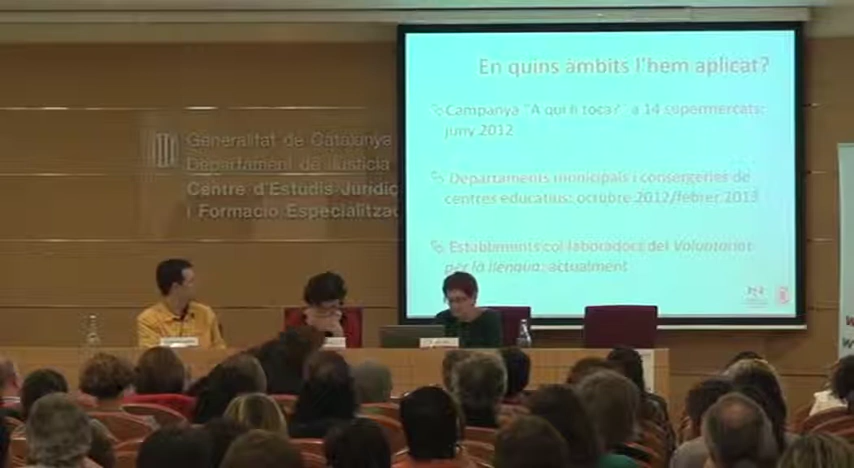 En quins àmbits l'hem aplicat?
Campanya "A qui li toca?" a 14 supermercats:
juny 2012
Departaments municipals i consergeries de
centres educatius: octubre 2012/febrer 2013
Establiments col·laboradors del Voluntariat
per la llengua: actualment
Generalitat de Catalunya
Departament de Justícia
Centre d'Estudis Jurídic
i Formació Especialitzad